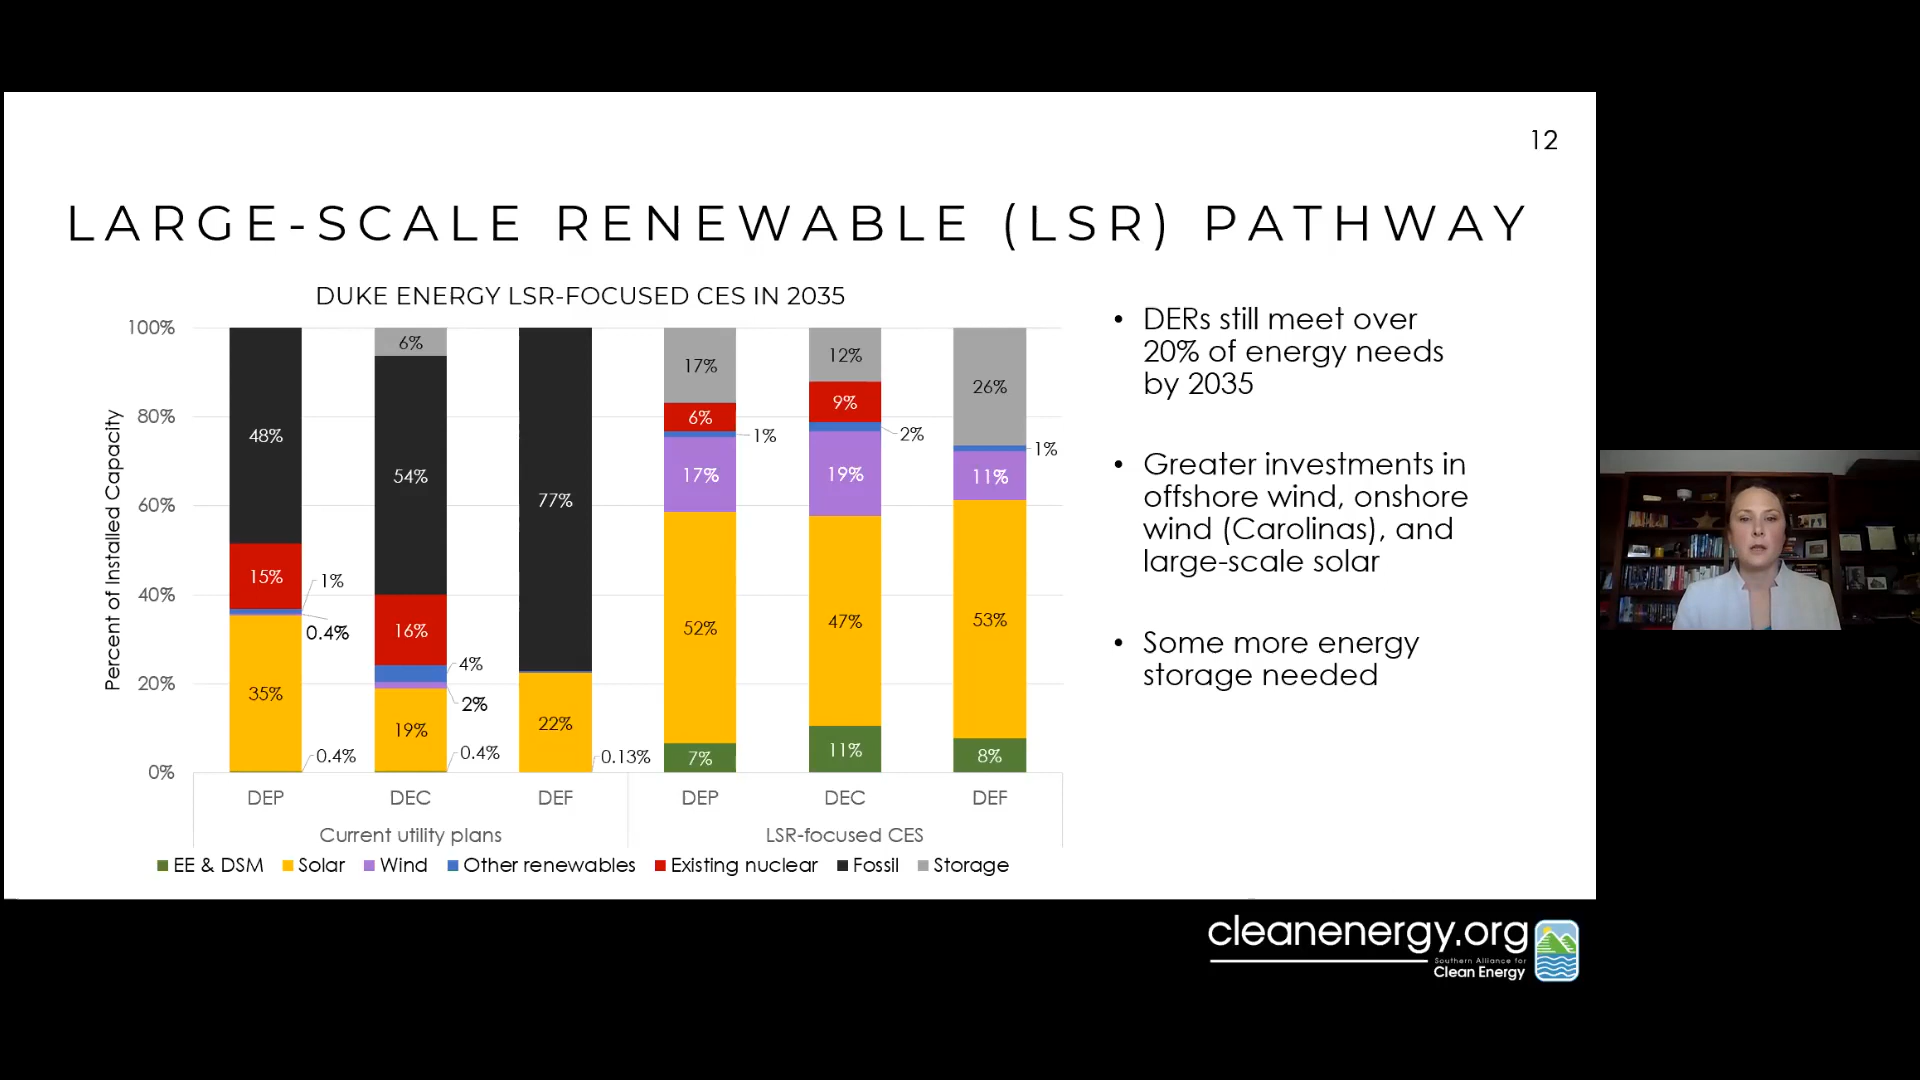 12
LARGE-SCALE RENEWABLE (LSR) PATHWAY
DUKE ENERGY LSR-FOCUSED CES IN 2035
Percent of Installed Capacity
100%
80%
60%
40%
20%
0%
48%
15%
1%
0.4%
35%
0.4%
6%
54%
16%
4%
2%
19%
0.4%
77%
22%
0.13%
17%
6%
1%
17%
52%
7%
12%
9%
2%
19%
47%
11%
26%
1%
11%
53%
8%
DEP DEC DEF DEP DEC DEF
Current utility plans LSR-focused CES
EE & DSM Solar Wind Other renewables Existing nuclear Fossil Storage
• DERs still meet over
20% of energy needs
by 2035
• Greater investments in
offshore wind, onshore
wind (Carolinas), and
large-scale solar
• Some more energy
storage needed
cleanenergy.org
Southern Alliance for
Clean Energy